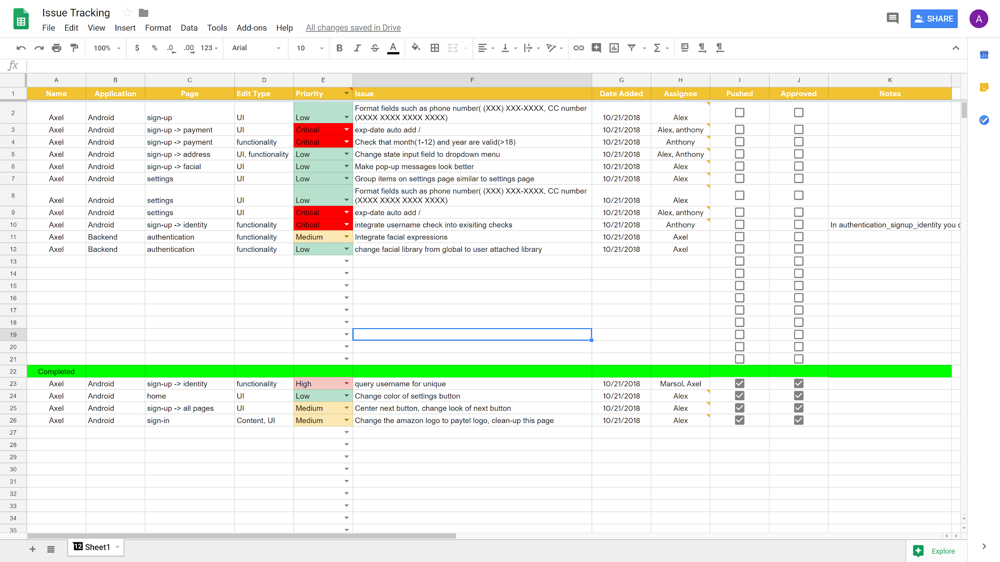 Issue Tracking
File Edit View Insert Format Data Tools Add-ons Help All changes saved in Drive
SHARE
A
100% $ % .0 .00 123 Arial 10 B I S A
31
fx
A B C D E F G H I J K
1 Name Application Page Edit Type Priority Issue Date Added Assignee Pushed Approved Notes
Format fields such as phone number( (XXX) XXX-XXXX, CC number
2 Axel Android sign-up UI Low (XXXX XXXX XXXX XXXX) 10/21/2018 Alex
3 Axel Android sign-up -> payment UI Critical exp-date auto add / 10/21/2018 Alex, anthony
4 Axel Android sign-up -> payment functionality Critical Check that month(1-12) and year are valid(>18) 10/21/2018 Anthony
5 Axel Android sign-up -> address UI, functionality Low Change state input field to dropdown menu 10/21/2018 Alex, Anthony
6 Axel Android sign-up -> facial UI Low Make pop-up messages look better 10/21/2018 Alex
7 Axel Android settings UI Low Group items on settings page similar to settings page 10/21/2018 Alex
Format fields such as phone number( (XXX) XXX-XXXX, CC number
8 Axel Android settings UI Low (XXXX XXXX XXXX XXXX) 10/21/2018 Alex
9 Axel Android settings UI Critical exp-date auto add / 10/21/2018 Alex, anthony
10 Axel Android sign-up -> identity functionality Critical integrate username check into exisiting checks 10/21/2018 Anthony In authentication_signup_identity you c
11 Axel Backend authentication functionality Medium Integrate facial expressions 10/21/2018 Axel
12 Axel Backend authentication functionality Low change facial library from global to user attached library 10/21/2018 Axel
13
14
15
16
17
18
19
20
21
22 Completed
23 Axel Android sign-up -> identity functionality High query username for unique 10/21/2018 Marsol, Axel
24 Axel Android home UI Low Change color of settings button 10/21/2018 Alex
25 Axel Android sign-up -> all pages UI Medium Center next button, change look of next button 10/21/2018 Alex
26 Axel Android sign-in Content, UI Medium Change the amazon logo to paytel logo, clean-up this page 10/21/2018 Alex
27
28
29
30
31
32
33
34
35
12 Sheet1
Explore